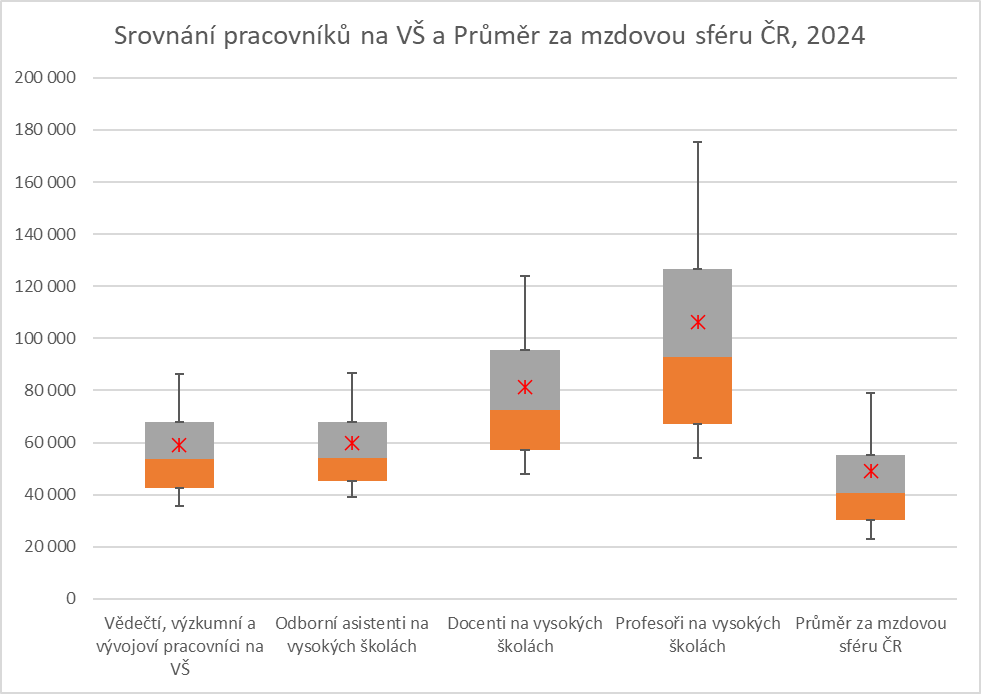 Srovnání pracovníků na VŠ a Průměr za mzdovou sféru ČR, 2024
200 000
180 000
160 000
140 000
120 000
100 000
80 000
60 000
40 000
20 000
0
Vědečtí, výzkumní a
vývojoví pracovníci na
VŠ
Odborní asistenti na
vysokých školách
Docenti na vysokých
školách
Profesoři na vysokých
školách
Průměr za mzdovou
sféru ČR